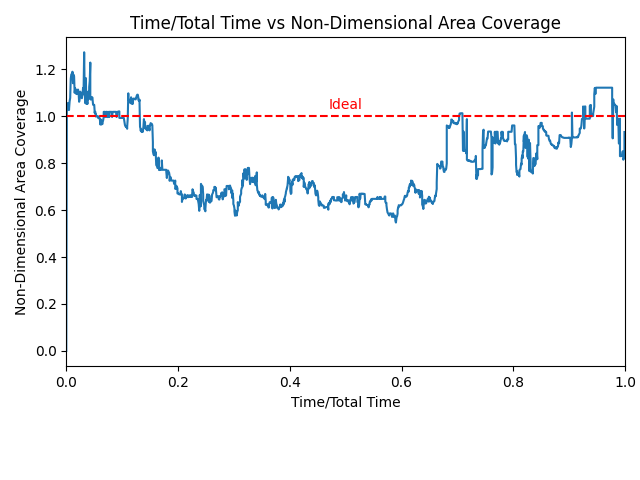 Time/Total Time vs Non-Dimensional Area Coverage
Non-Dimensional Area Coverage
1.2
1.0
0.8
0.6
0.4
0.2
0.0
Ideal
0.0 0.2 0.4 0.6 0.8 1.0
Time/Total Time